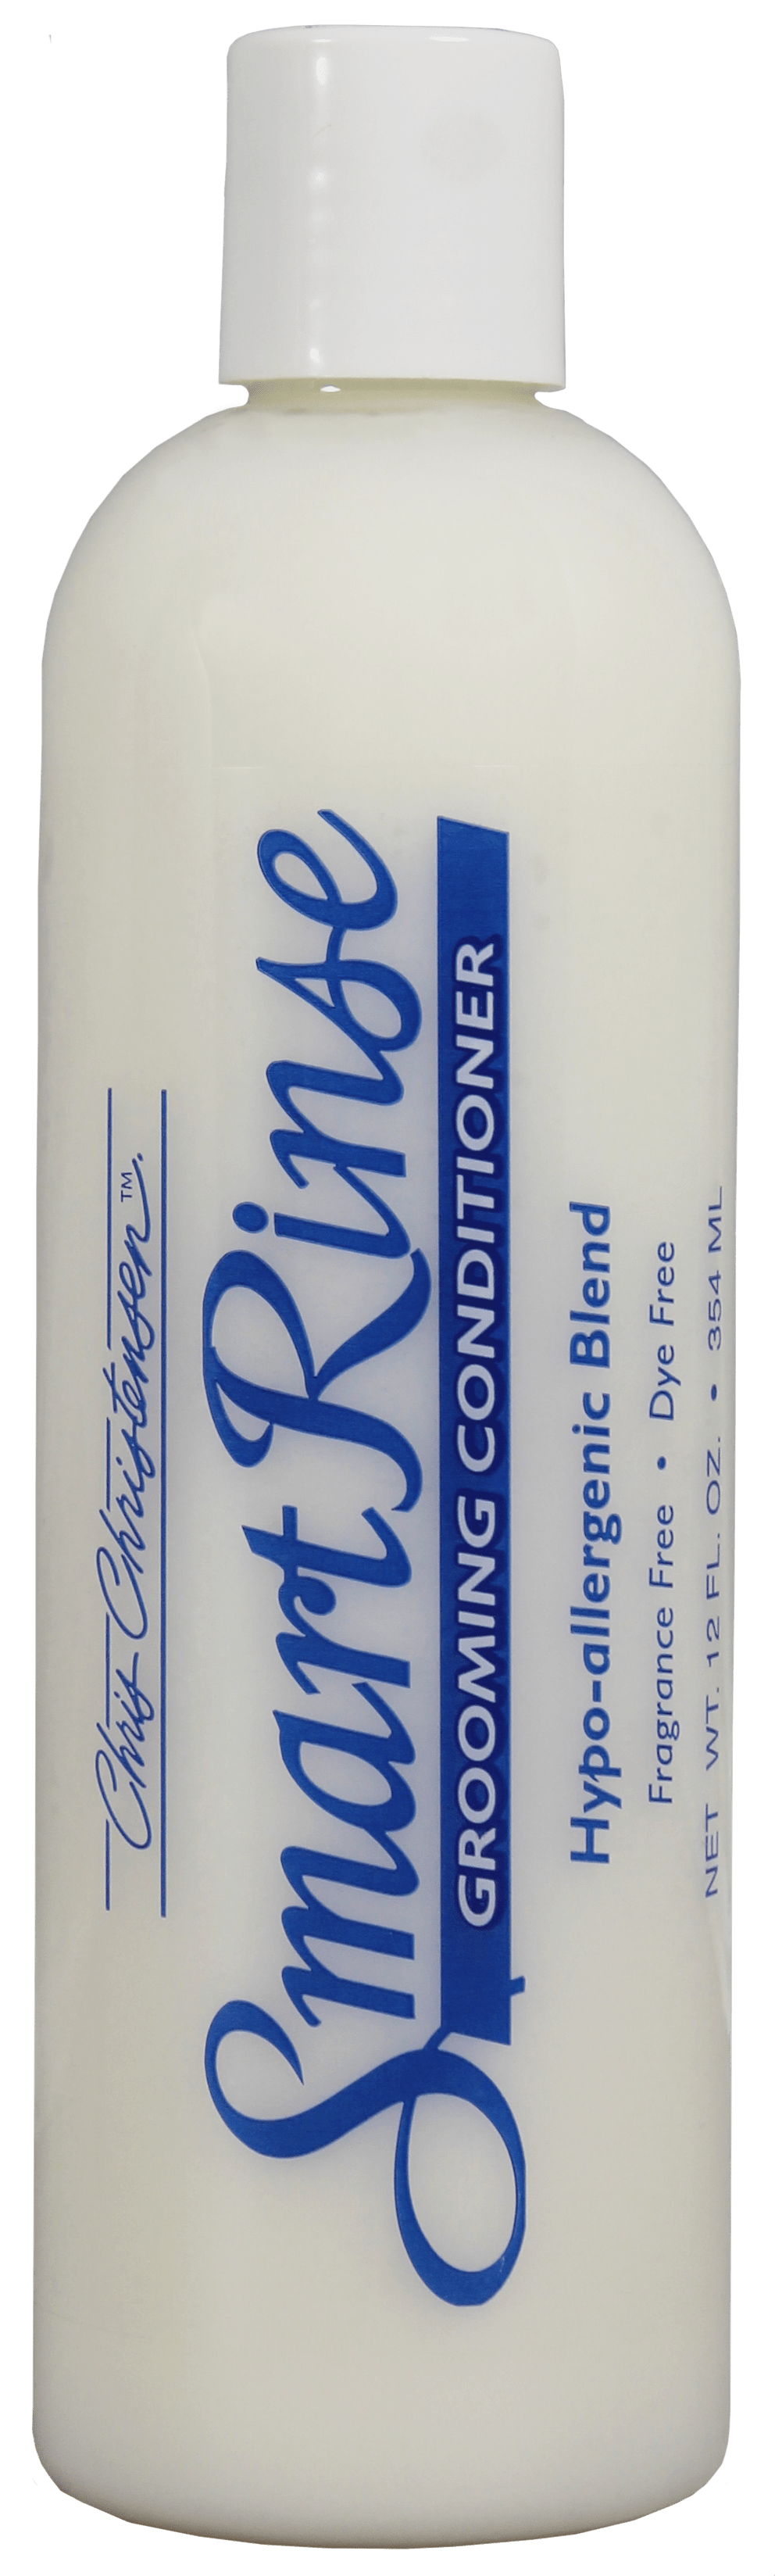 Chris Christensen™
Smart Rinse
GROOMING CONDITIONER
Hypo-allergenic Blend
Fragrance Free • Dye Free
NET WT. 12 FL. OZ. • 354 ML